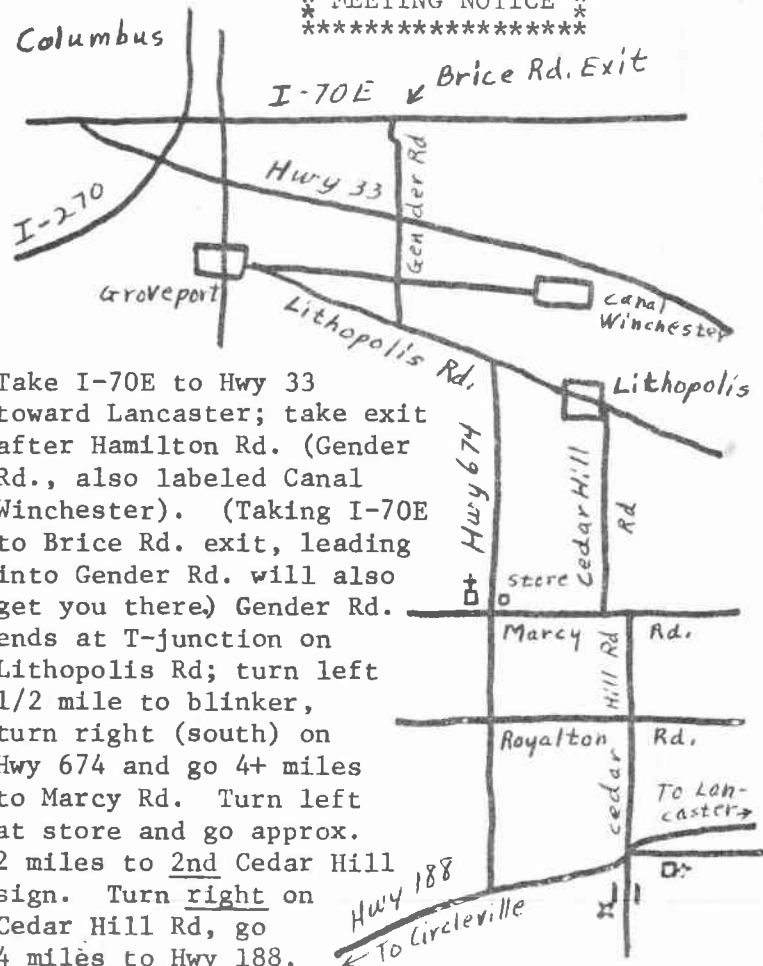 * MEETING NOTICE *
******************
Columbus
I-70E
Brice Rd. Exit
Hwy 33
Gender Rd
I-270
Groveport
Canal
Winchester
Lithopolis Rd.
Lithopolis
Take I-70E to Hwy 33
toward Lancaster; take exit
after Hamilton Rd. (Gender
Rd., also labeled Canal
Winchester). (Taking I-70E
to Brice Rd. exit, leading
into Gender Rd. will also
get you there.) Gender Rd.
ends at T-junction on
Lithopolis Rd; turn left
1/2 mile to blinker,
turn right (south) on
Hwy 674 and go 4+ miles
to Marcy Rd. Turn left
at store and go approx.
2 miles to 2nd Cedar Hill
sign. Turn right on
Cedar Hill Rd, go
4 miles to Hwy 188.
Hwy 674
Cedar Hill
Rd
store
Marcy Rd.
Cedar Hill Rd
Royalton Rd.
To Lan-
caster→
Hwy 188
← To Circleville